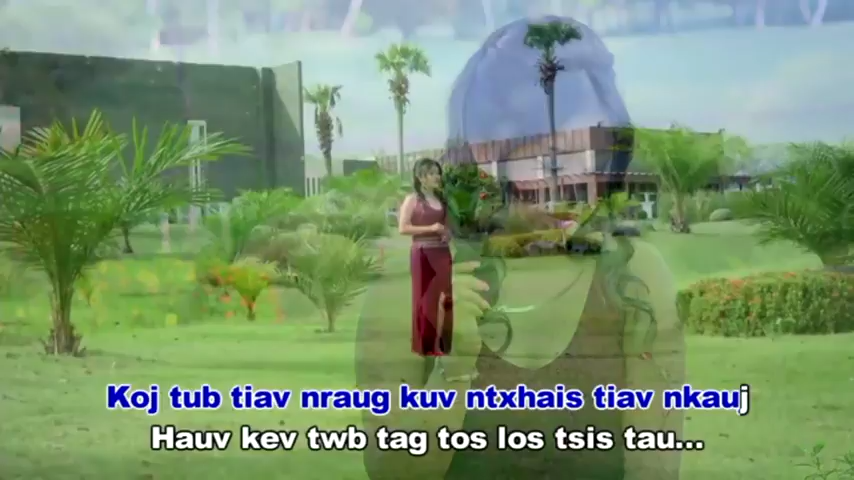 Koj tub tiav nraug kuv ntxhais tiav nkauj
Hauv kev twb tag tos los tsis tau...